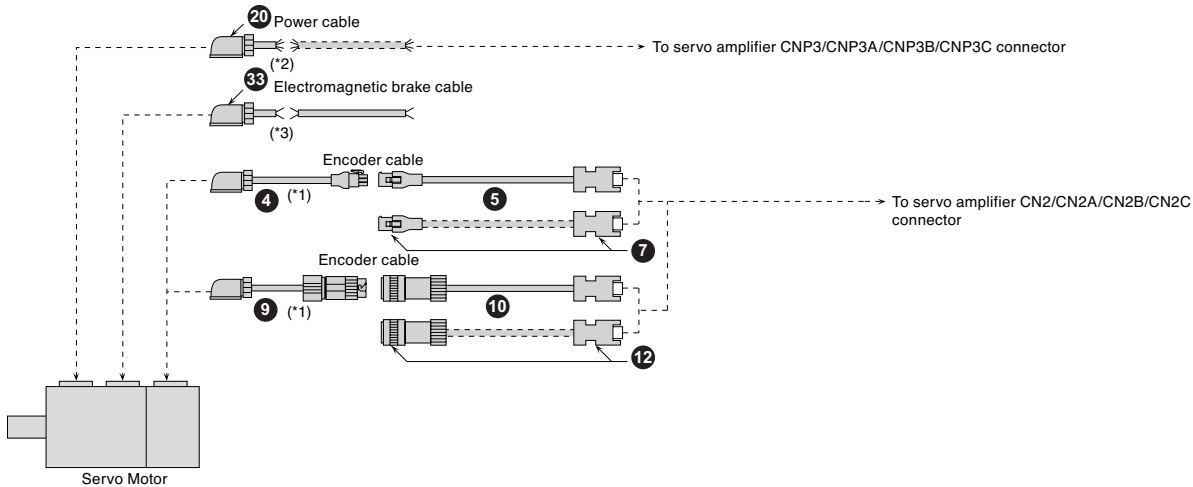 20 Power cable
To servo amplifier CNP3/CNP3A/CNP3B/CNP3C connector
(*2)
33 Electromagnetic brake cable
(*3)
Encoder cable
4 (*1)
5
To servo amplifier CN2/CN2A/CN2B/CN2C
connector
7
Encoder cable
9 (*1)
10
12
Servo Motor